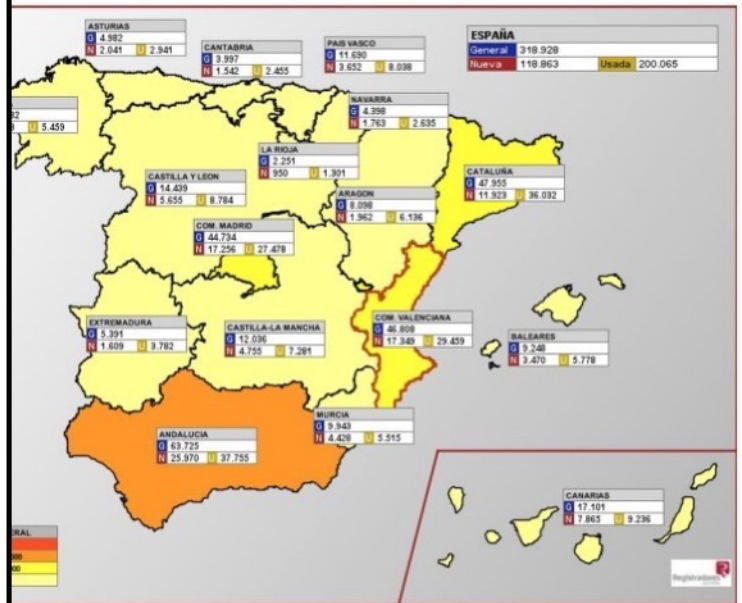 ASTURIAS
G 4.982
N 2.041 U 2.941
CANTABRIA
G 3.997
N 1.542 U 2.455
PAIS VASCO
G 11.690
N 3.652 U 8.038
ESPAÑA
General 318.928
Nueva 118.863 Usada 200.065
U 5.459
NAVARRA
G 4.398
N 1.763 U 2.635
LA RIOJA
G 2.251
N 950 U 1.301
CASTILLA Y LEON
G 14.439
N 5.655 U 8.784
CATALUÑA
G 47.955
N 11.923 U 36.032
ARAGON
G 8.098
N 1.962 U 6.136
COM. MADRID
G 44.734
N 17.256 U 27.478
EXTREMADURA
G 5.391
N 1.609 U 3.782
CASTILLA-LA MANCHA
G 12.036
N 4.755 U 7.281
COM. VALENCIANA
G 46.808
N 17.349 U 29.459
BALEARES
G 9.248
N 3.470 U 5.778
MURCIA
G 9.943
N 4.428 U 5.515
ANDALUCIA
G 63.725
N 25.970 U 37.755
CANARIAS
G 17.101
N 7.865 U 9.236
ERAL
Registradores